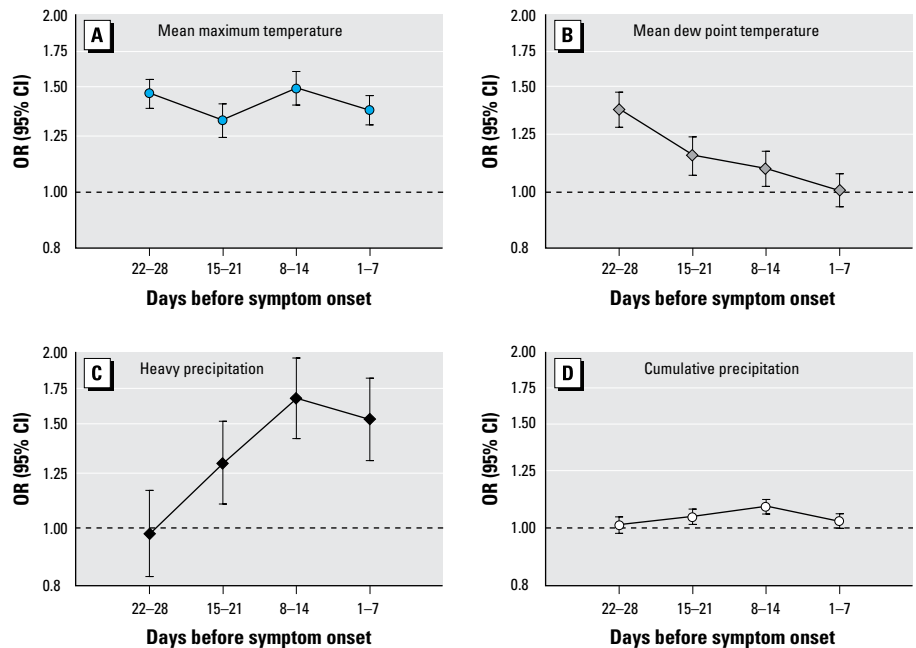 A
Mean maximum temperature
OR (95% CI)
2.00
1.75
1.50
1.25
1.00
0.8
22–28 15–21 8–14 1–7
Days before symptom onset
B
Mean dew point temperature
OR (95% CI)
2.00
1.75
1.50
1.25
1.00
0.8
22–28 15–21 8–14 1–7
Days before symptom onset
C
Heavy precipitation
OR (95% CI)
2.00
1.75
1.50
1.25
1.00
0.8
22–28 15–21 8–14 1–7
Days before symptom onset
D
Cumulative precipitation
OR (95% CI)
2.00
1.75
1.50
1.25
1.00
0.8
22–28 15–21 8–14 1–7
Days before symptom onset